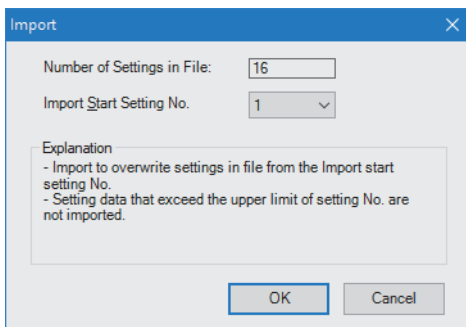 Import
Number of Settings in File: 16
Import Start Setting No. 1
Explanation
- Import to overwrite settings in file from the Import start
setting No.
- Setting data that exceed the upper limit of setting No. are
not imported.
OK Cancel